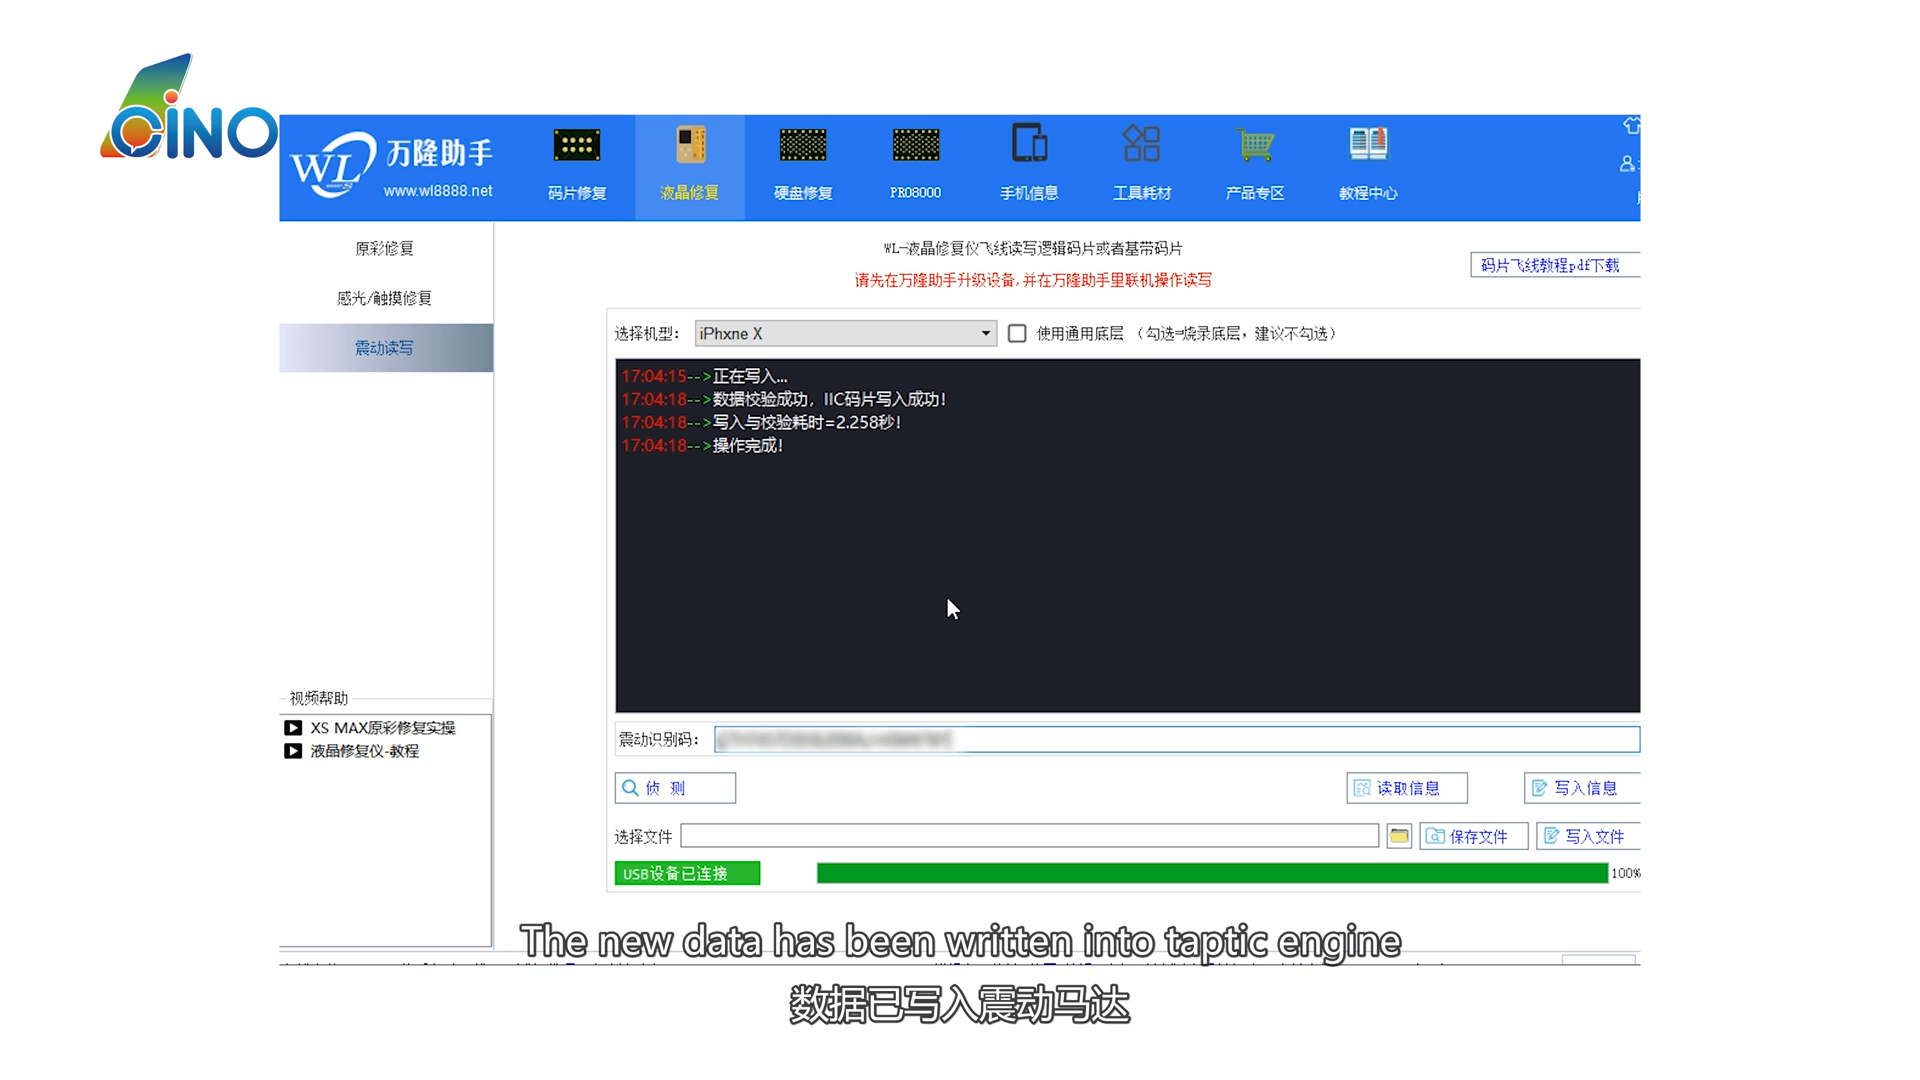 OINO
WL 万隆助手
www.wl8888.net
码片修复
液晶修复
硬盘修复
PRO8000
手机信息
工具耗材
产品专区
教程中心
原彩修复
感光/触摸修复
震动读写
WL-液晶修复仪飞线读写逻辑码片或者基带码片
请先在万隆助手升级设备,并在万隆助手里联机操作读写
码片飞线教程pdf下载
选择机型: iPhxne X 使用通用底层 (勾选=烧录底层, 建议不勾选)
17:04:15-->正在写入...
17:04:18-->数据校验成功, IIC码片写入成功!
17:04:18-->写入与校验耗时=2.258秒!
17:04:18-->操作完成!
视频帮助
XS MAX原彩修复实操
液晶修复仪-教程
震动识别码:
侦 测
读取信息
写入信息
选择文件
保存文件
写入文件
USB设备已连接
100%
The new data has been written into taptic engine
数据已写入震动马达